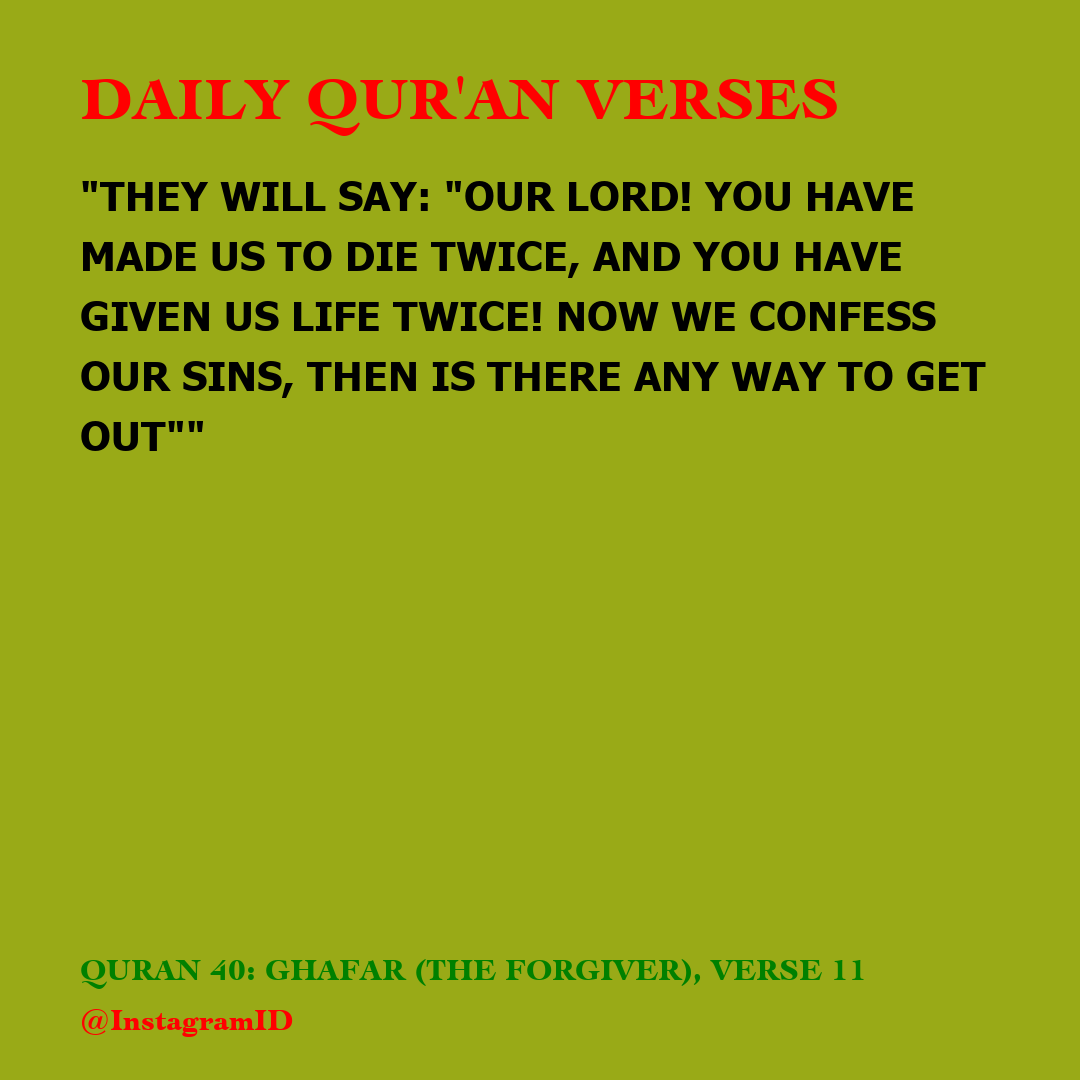 DAILY QUR'AN VERSES
"THEY WILL SAY: "OUR LORD! YOU HAVE
MADE US TO DIE TWICE, AND YOU HAVE
GIVEN US LIFE TWICE! NOW WE CONFESS
OUR SINS, THEN IS THERE ANY WAY TO GET
OUT""
QURAN 40: GHAFAR (THE FORGIVER), VERSE 11
@InstagramID